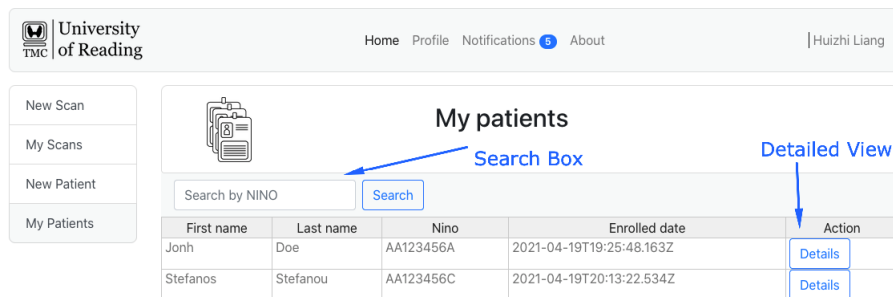 University
of Reading
TMC
Home Profile Notifications 5 About
Huizhi Liang
New Scan
My Scans
New Patient
My Patients
My patients
Search Box
Detailed View
Search by NINO Search
First name Last name Nino Enrolled date Action
Jonh Doe AA123456A 2021-04-19T19:25:48.163Z Details
Stefanos Stefanou AA123456C 2021-04-19T20:13:22.534Z Details